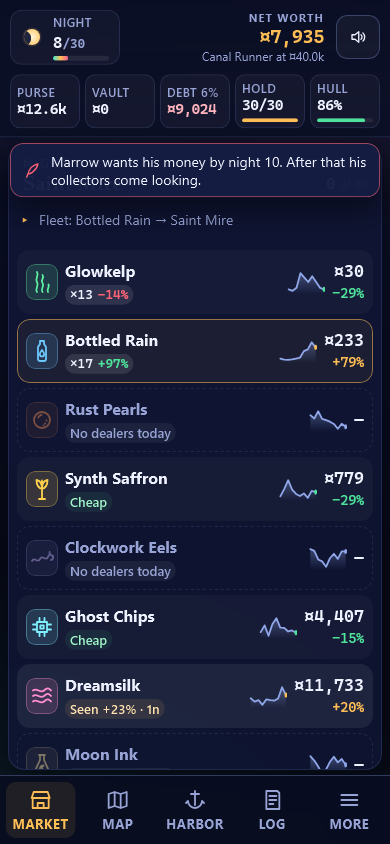 NIGHT
8/30
NET WORTH
¤7,935
Canal Runner at ¤40.0k
PURSE
¤12.6k
VAULT
¤0
DEBT 6%
¤9,024
HOLD
30/30
HULL
86%
Marrow wants his money by night 10. After that his
collectors come looking.
Fleet: Bottled Rain → Saint Mire
Glowkelp
×13 −14%
¤30
−29%
Bottled Rain
×17 +97%
¤233
+79%
Rust Pearls
No dealers today
–
Synth Saffron
Cheap
¤779
−29%
Clockwork Eels
No dealers today
–
Ghost Chips
Cheap
¤4,407
−15%
Dreamsilk
Seen +23% · 1n
¤11,733
+20%
Moon Ink
–
MARKET
MAP
HARBOR
LOG
MORE